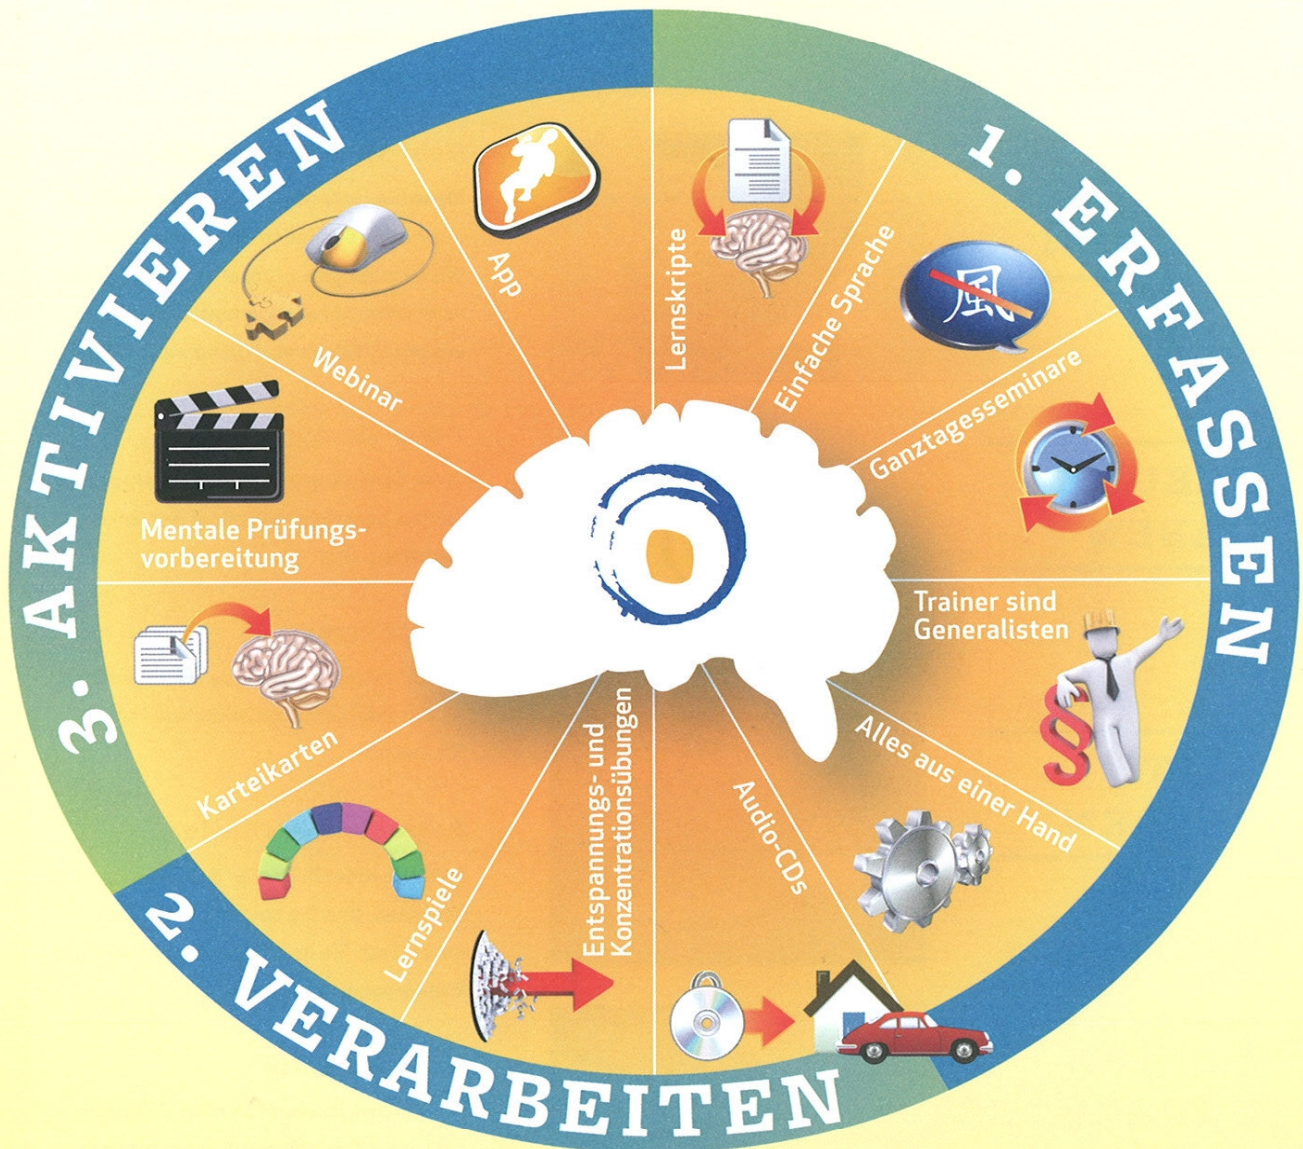 1. ERFASSEN
Lernskripte
Einfache Sprache
風
Ganztagesseminare
Trainer sind
Generalisten
§
Alles aus einer Hand
2. VERARBEITEN
Audio-CDs
Entspannungs- und
Konzentrationsübungen
Lernspiele
3. AKTIVIEREN
Karteikarten
Mentale Prüfungs-
vorbereitung
Webinar
App